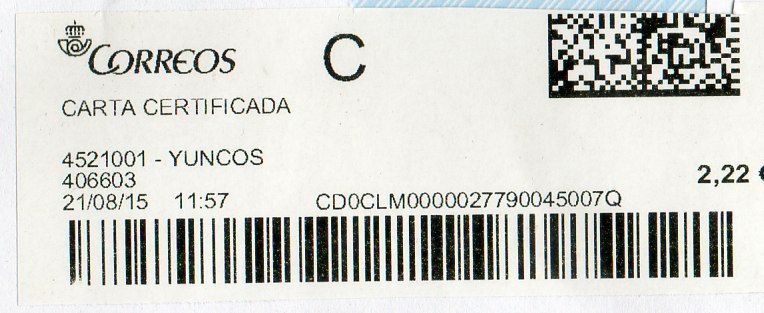 CORREOS
C
CARTA CERTIFICADA
4521001 - YUNCOS
406603
2,22 €
21/08/15 11:57 CD0CLM0000027790045007Q